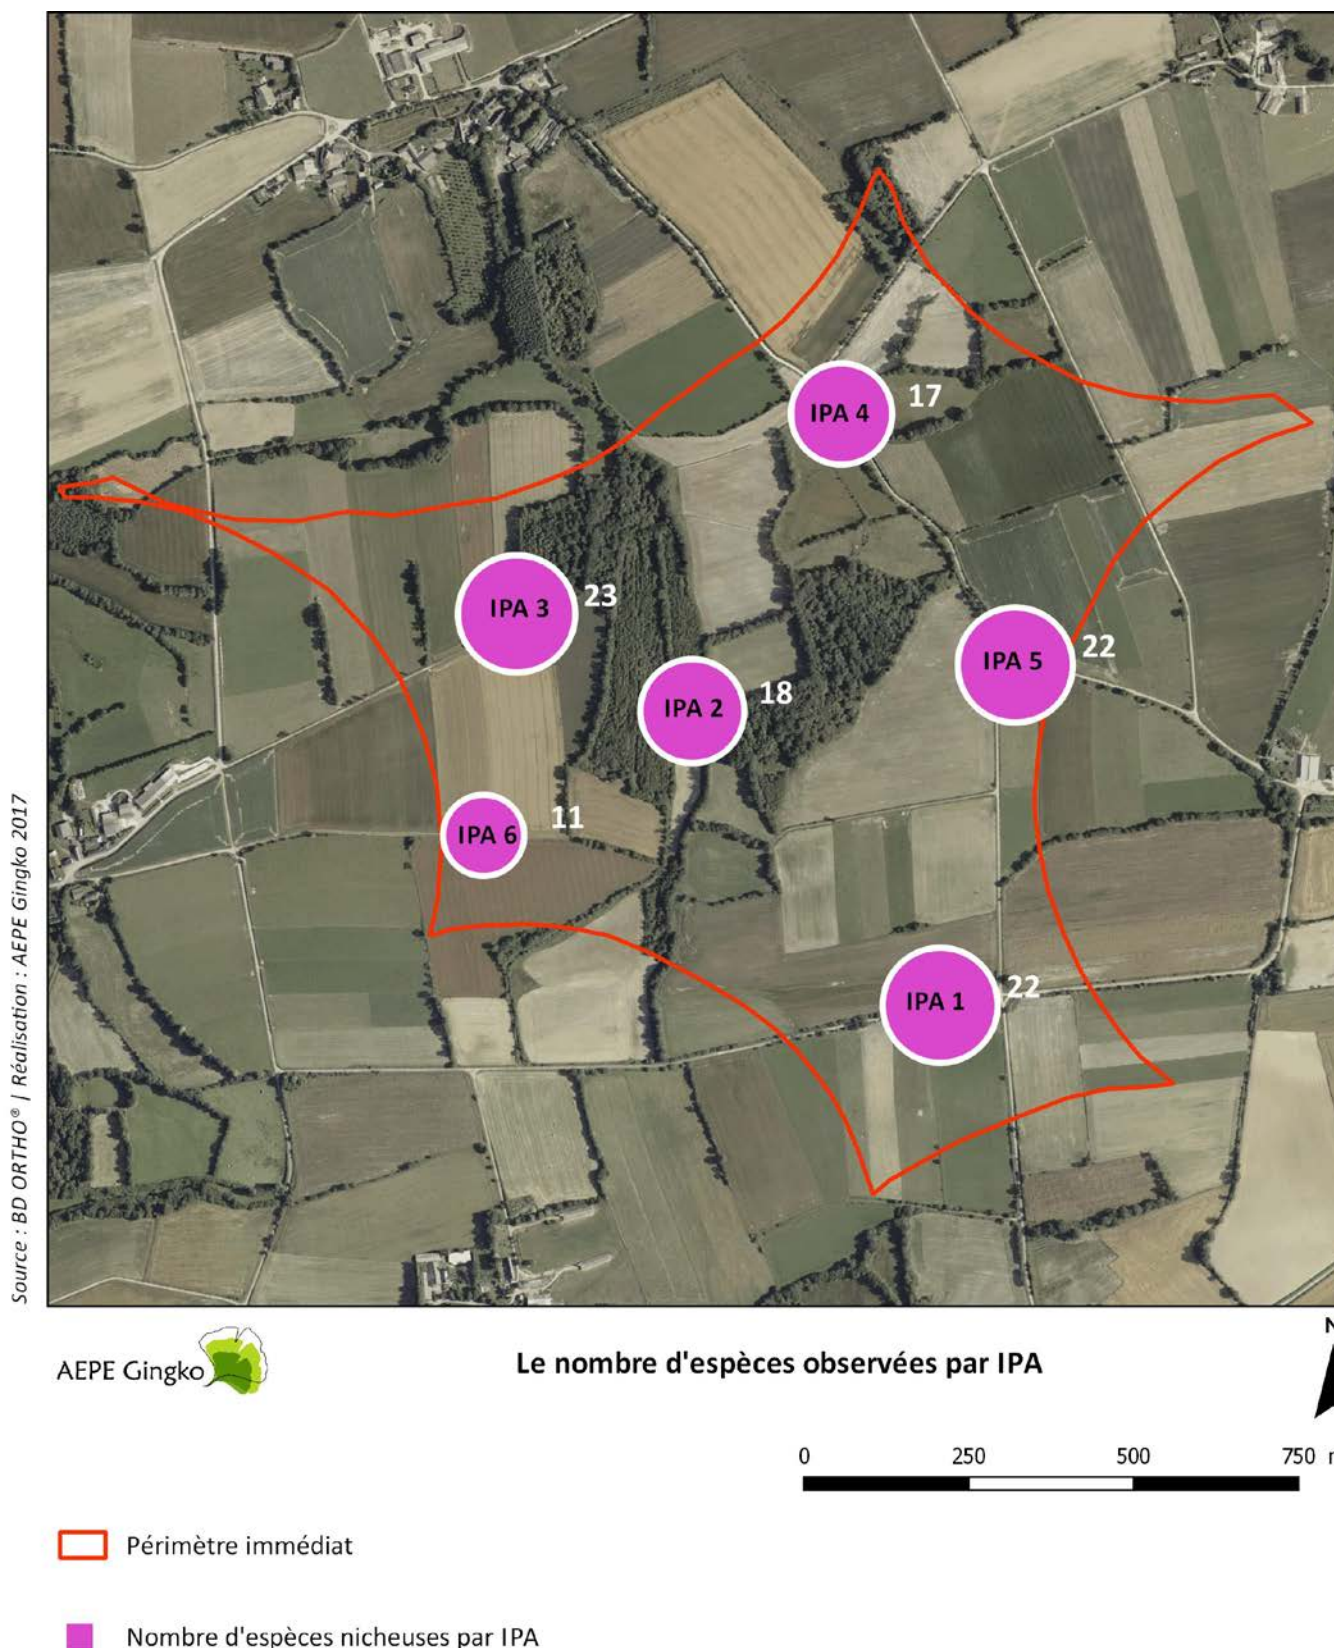 IPA 4
17
IPA 3
23
IPA 5
22
IPA 2
18
IPA 6
11
IPA 1
22
Source : BD ORTHO® | Réalisation : AEPE Gingko 2017
AEPE Gingko
Le nombre d'espèces observées par IPA
N
0 250 500 750 m
Périmètre immédiat
Nombre d'espèces nicheuses par IPA